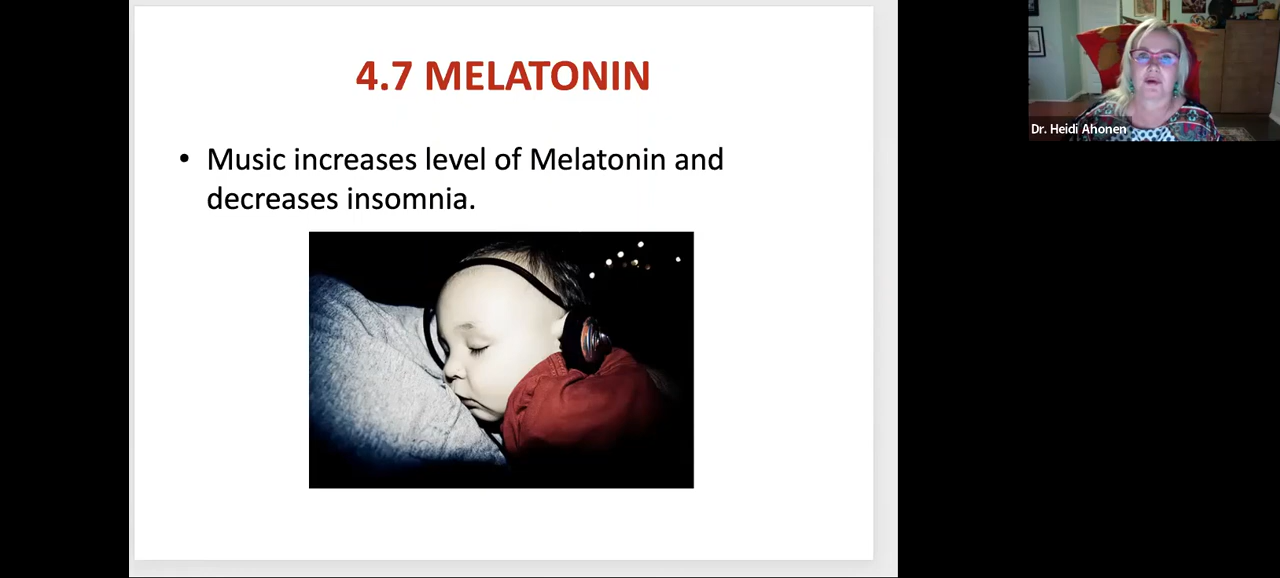 4.7 MELATONIN
• Music increases level of Melatonin and
decreases insomnia.
Dr. Heidi Ahonen